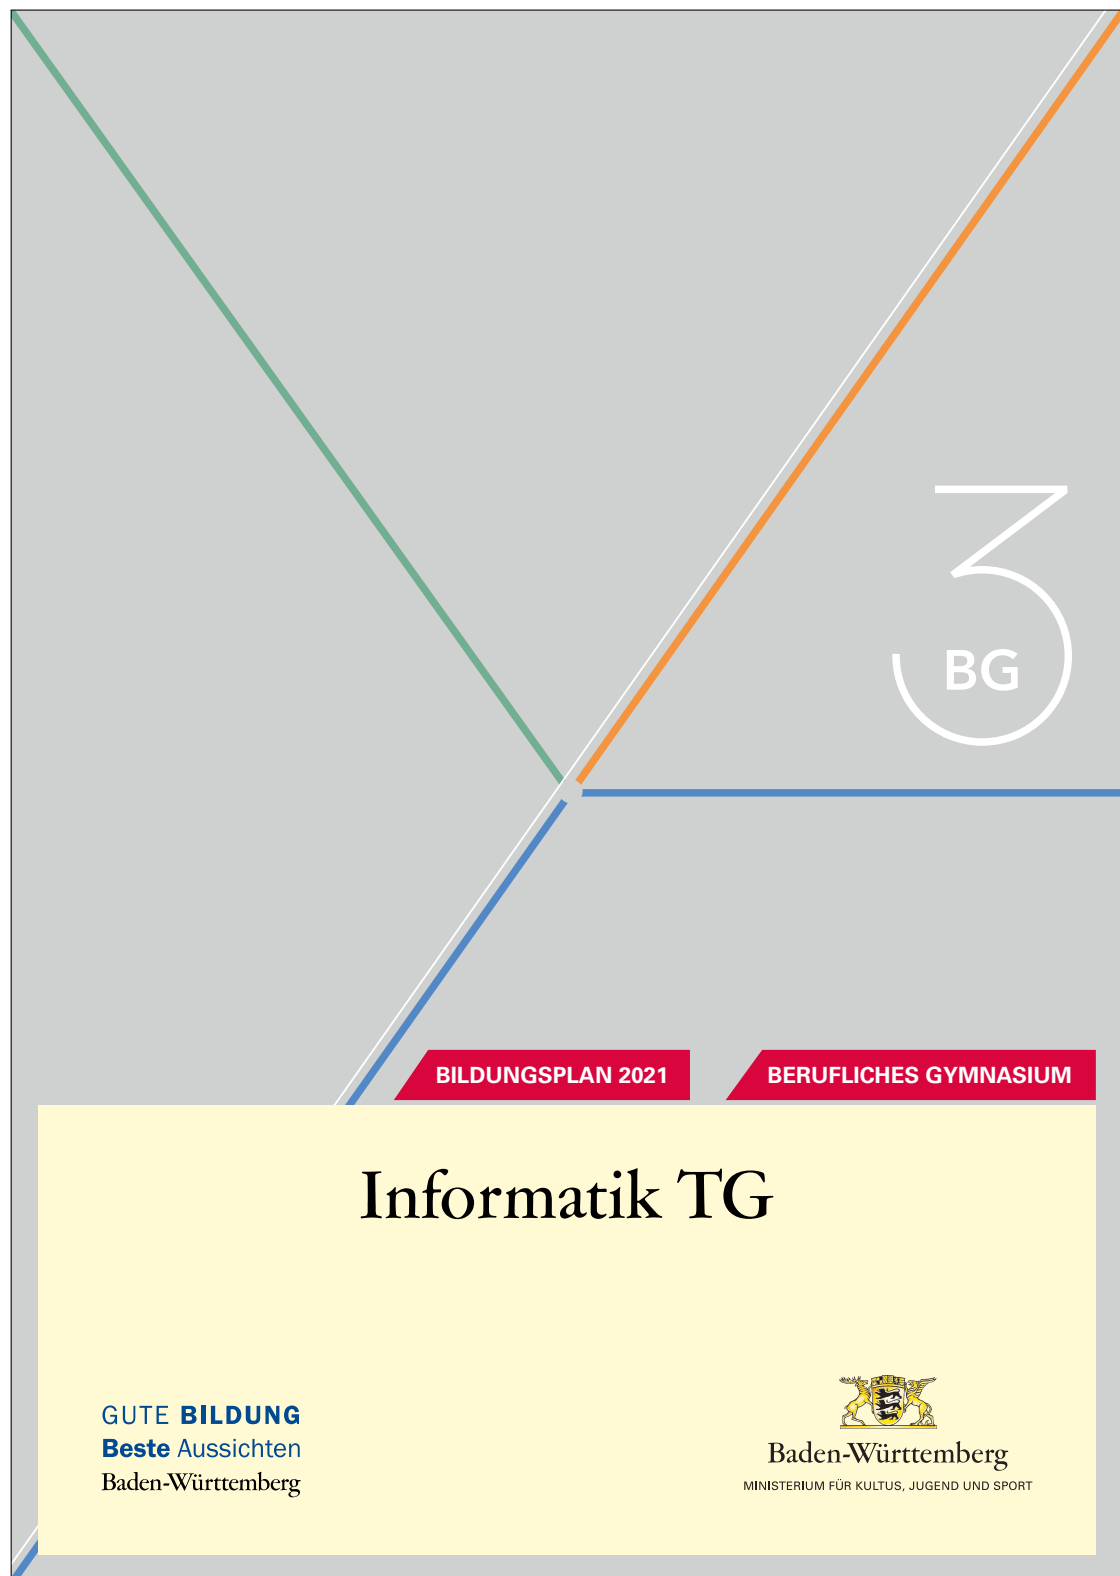 3
BG
BILDUNGSPLAN 2021
BERUFLICHES GYMNASIUM
Informatik TG
GUTE BILDUNG
Beste Aussichten
Baden-Württemberg
Baden-Württemberg
MINISTERIUM FÜR KULTUS, JUGEND UND SPORT